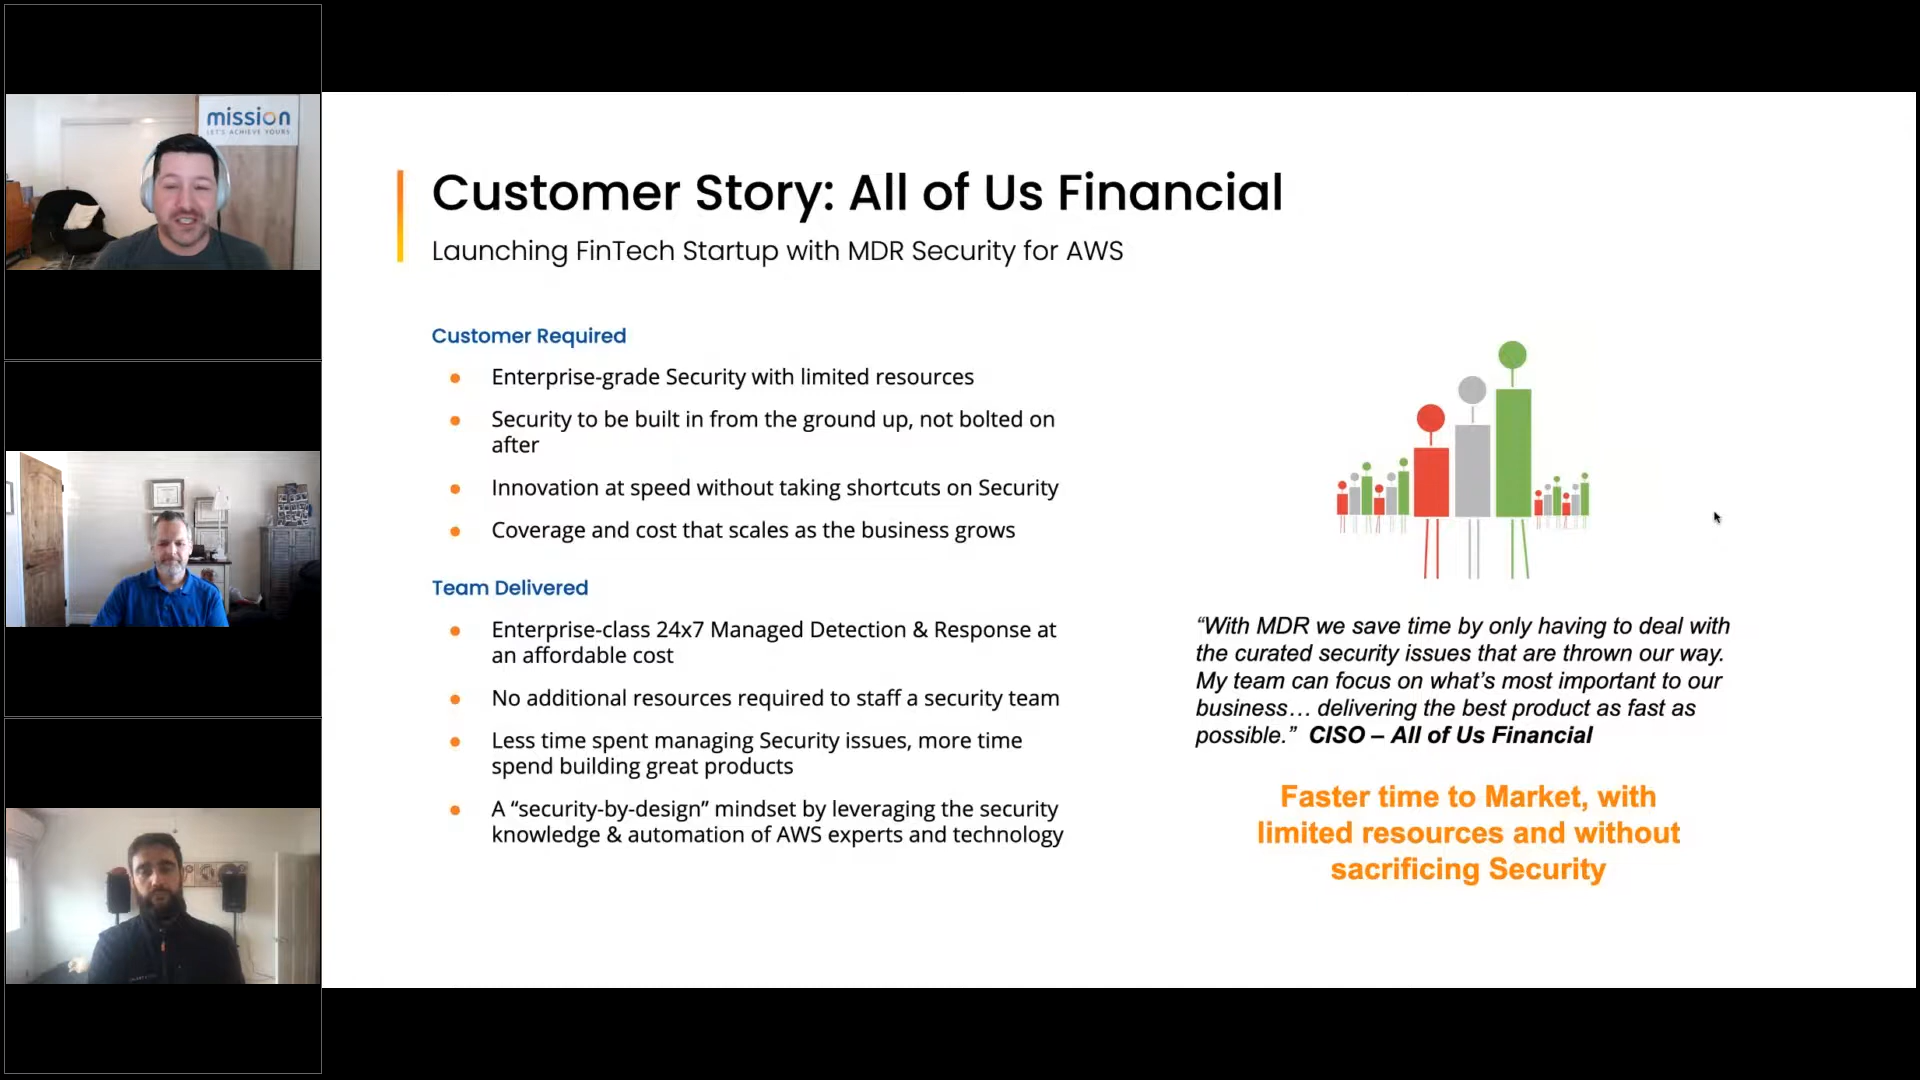 mission
LET'S ACHIEVE YOURS
Customer Story: All of Us Financial
Launching FinTech Startup with MDR Security for AWS
Customer Required
Enterprise-grade Security with limited resources
Security to be built in from the ground up, not bolted on
after
Innovation at speed without taking shortcuts on Security
Coverage and cost that scales as the business grows
Team Delivered
Enterprise-class 24x7 Managed Detection & Response at
an affordable cost
No additional resources required to staff a security team
Less time spent managing Security issues, more time
spend building great products
A “security-by-design” mindset by leveraging the security
knowledge & automation of AWS experts and technology
“With MDR we save time by only having to deal with
the curated security issues that are thrown our way.
My team can focus on what’s most important to our
business… delivering the best product as fast as
possible.” CISO – All of Us Financial
Faster time to Market, with
limited resources and without
sacrificing Security